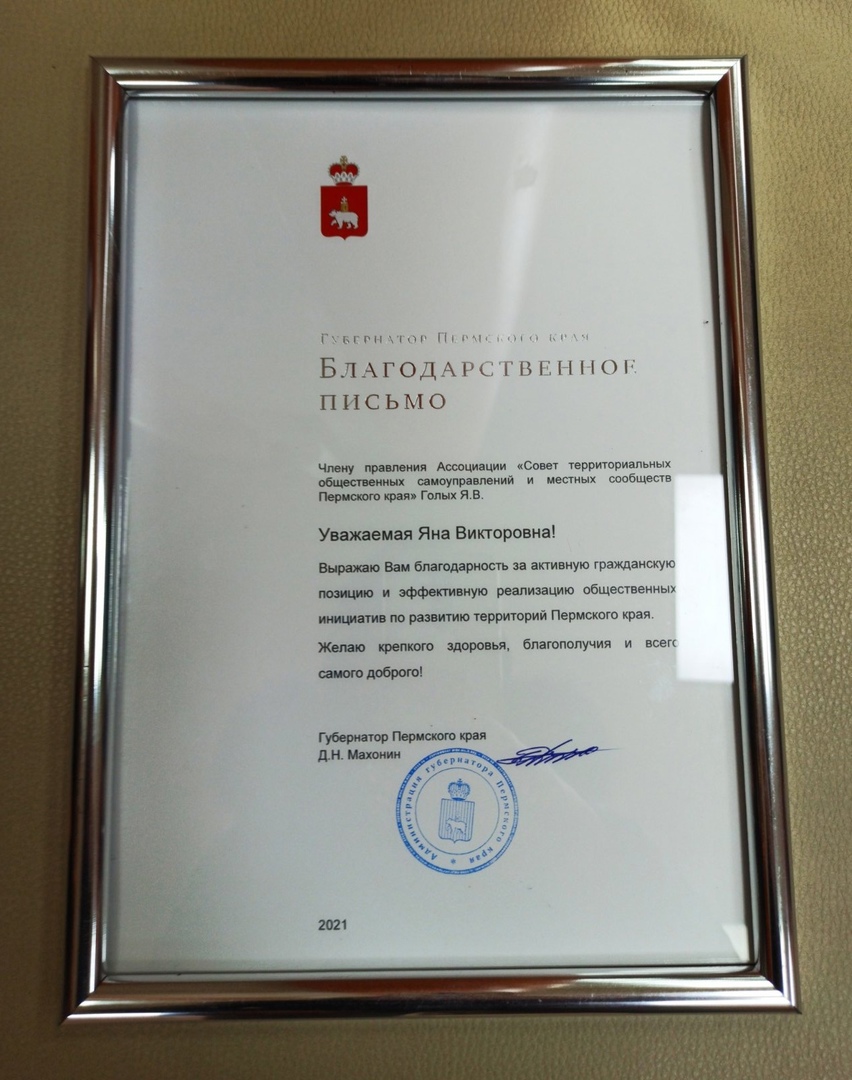 Губернатор Пермского края
Благодарственное
письмо
Члену правления Ассоциации «Совет территориальных
общественных самоуправлений и местных сообществ
Пермского края» Голых Я.В.
Уважаемая Яна Викторовна!
Выражаю Вам благодарность за активную гражданскую
позицию и эффективную реализацию общественных
инициатив по развитию территорий Пермского края.
Желаю крепкого здоровья, благополучия и всего
самого доброго!
Губернатор Пермского края
Д.Н. Махонин
Администрация губернатора Пермского края *
2021